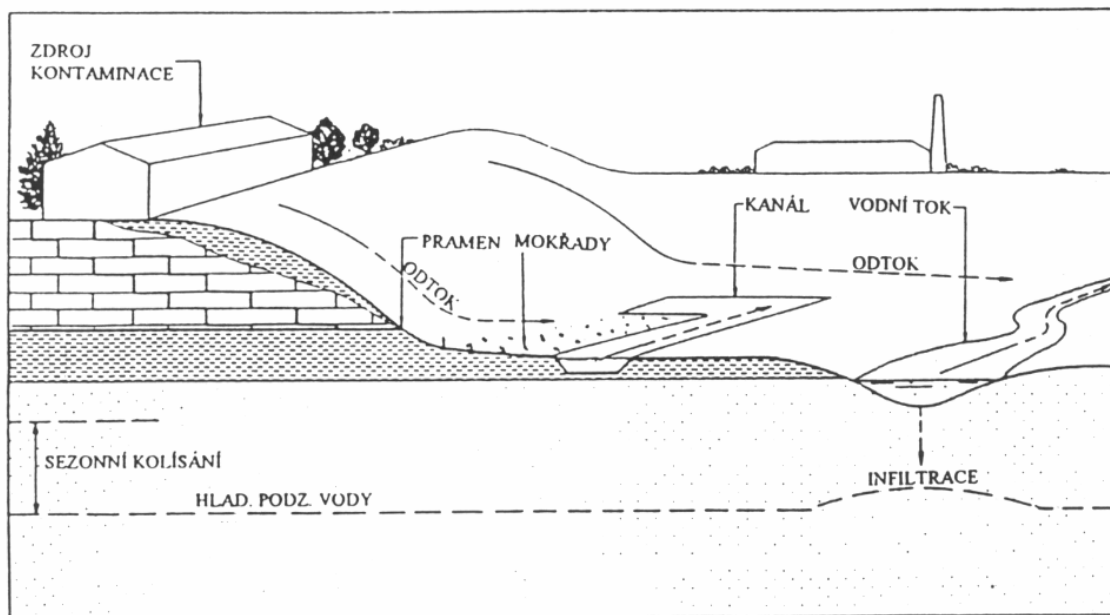 ZDROJ
KONTAMINACE
KANÁL
VODNÍ TOK
PRAMEN MOKŘADY
ODTOK
ODTOK
SEZONNÍ KOLÍSÁNÍ
INFILTRACE
HLAD. PODZ. VODY